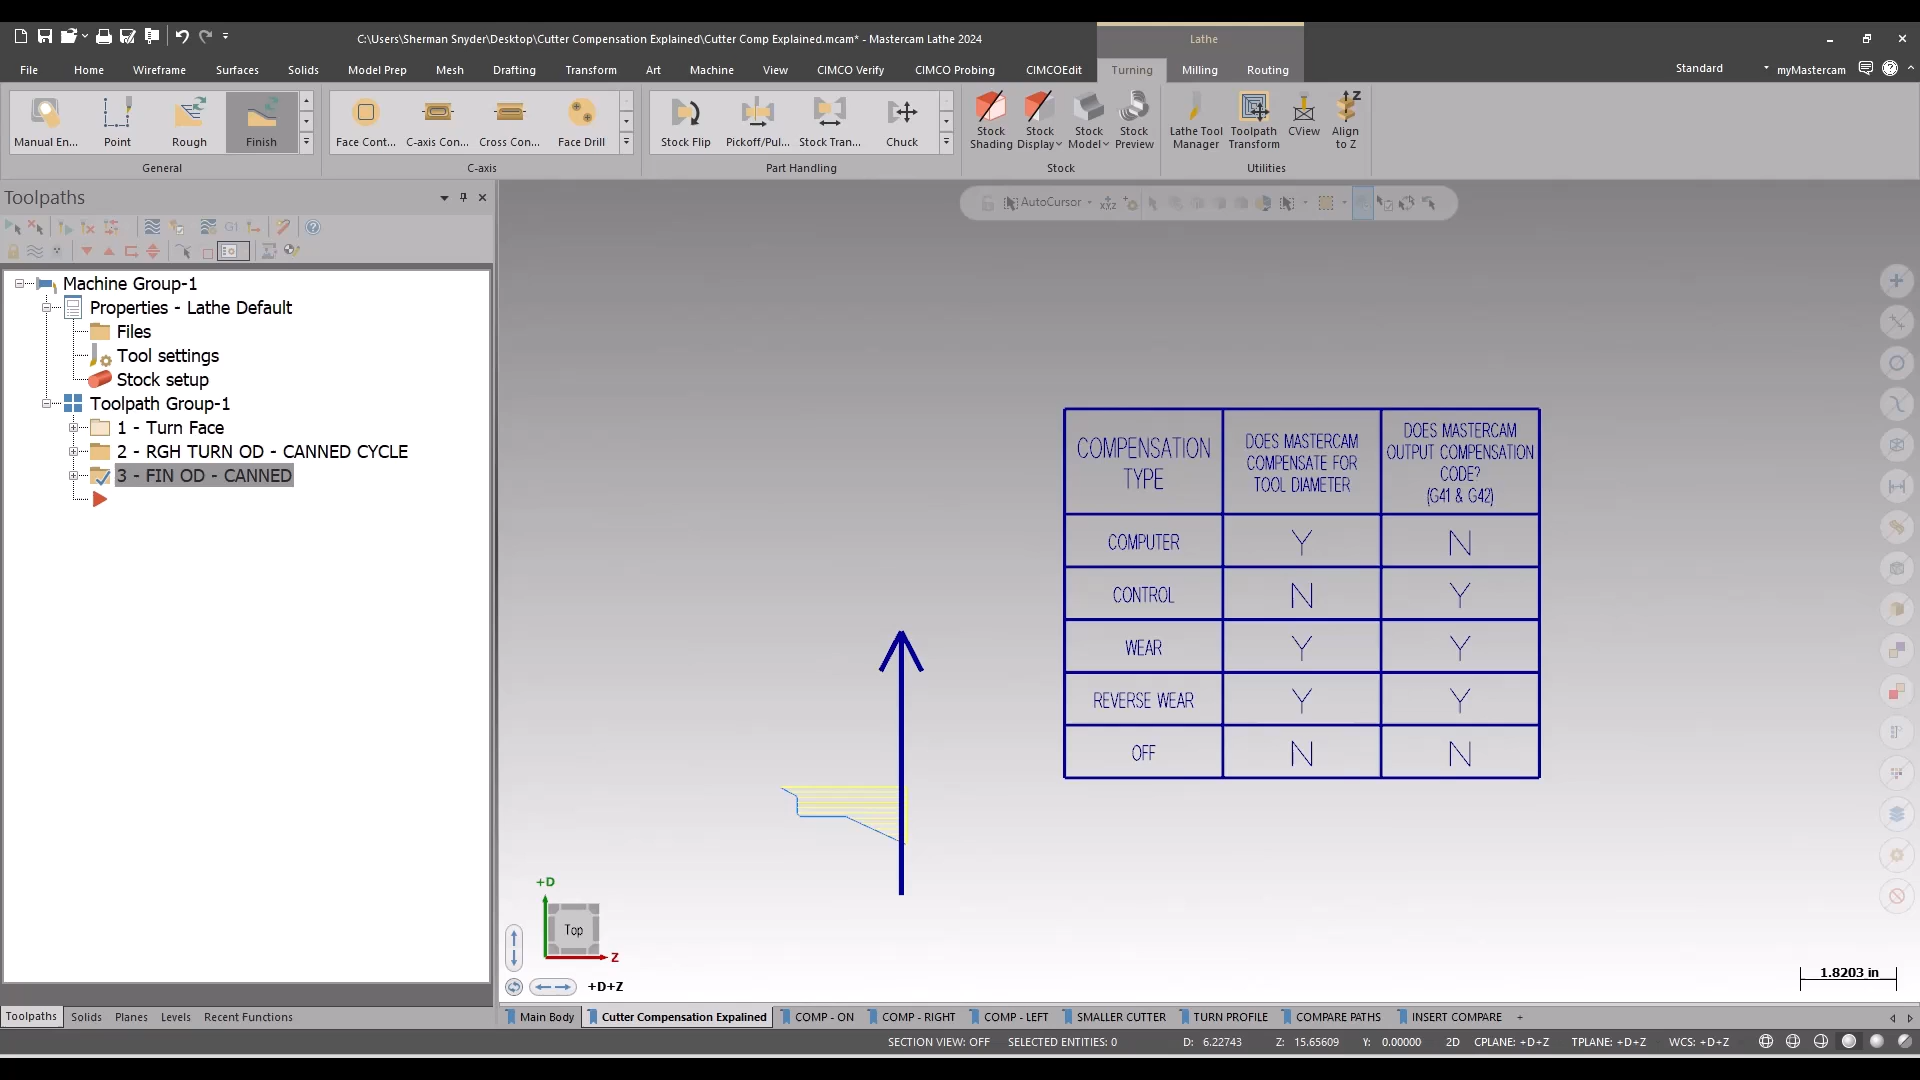 C:\Users\Sherman Snyder\Desktop\Cutter Compensation Explained\Cutter Comp Explained.mcam* - Mastercam Lathe 2024
Lathe
File
Home
Wireframe
Surfaces
Solids
Model Prep
Mesh
Drafting
Transform
Art
Machine
View
CIMCO Verify
CIMCO Probing
CIMCOEdit
Turning
Milling
Routing
Standard
myMastercam
Manual En...
Point
Rough
Finish
General
Face Cont...
C-axis Con...
Cross Con...
Face Drill
C-axis
Stock Flip
Pickoff/Pul...
Stock Tran...
Chuck
Part Handling
Stock
Shading
Stock
Display
Stock
Model
Stock
Preview
Stock
Lathe Tool
Manager
Toolpath
Transform
CView
Align
to Z
Utilities
Toolpaths
G1
AutoCursor
Machine Group-1
Properties - Lathe Default
Files
Tool settings
Stock setup
Toolpath Group-1
1 - Turn Face
2 - RGH TURN OD - CANNED CYCLE
3 - FIN OD - CANNED
COMPENSATION
TYPE
DOES MASTERCAM
COMPENSATE FOR
TOOL DIAMETER
DOES MASTERCAM
OUTPUT COMPENSATION
CODE?
(G41 & G42)
COMPUTER Y N
CONTROL N Y
WEAR Y Y
REVERSE WEAR Y Y
OFF N N
+D
Top
Z
+D+Z
1.8203 in
Toolpaths
Solids
Planes
Levels
Recent Functions
Main Body
Cutter Compensation Expalined
COMP - ON
COMP - RIGHT
COMP - LEFT
SMALLER CUTTER
TURN PROFILE
COMPARE PATHS
INSERT COMPARE
+
SECTION VIEW: OFF
SELECTED ENTITIES: 0
D: 6.22743
Z: 15.65609
Y: 0.00000
2D
CPLANE: +D+Z
TPLANE: +D+Z
WCS: +D+Z